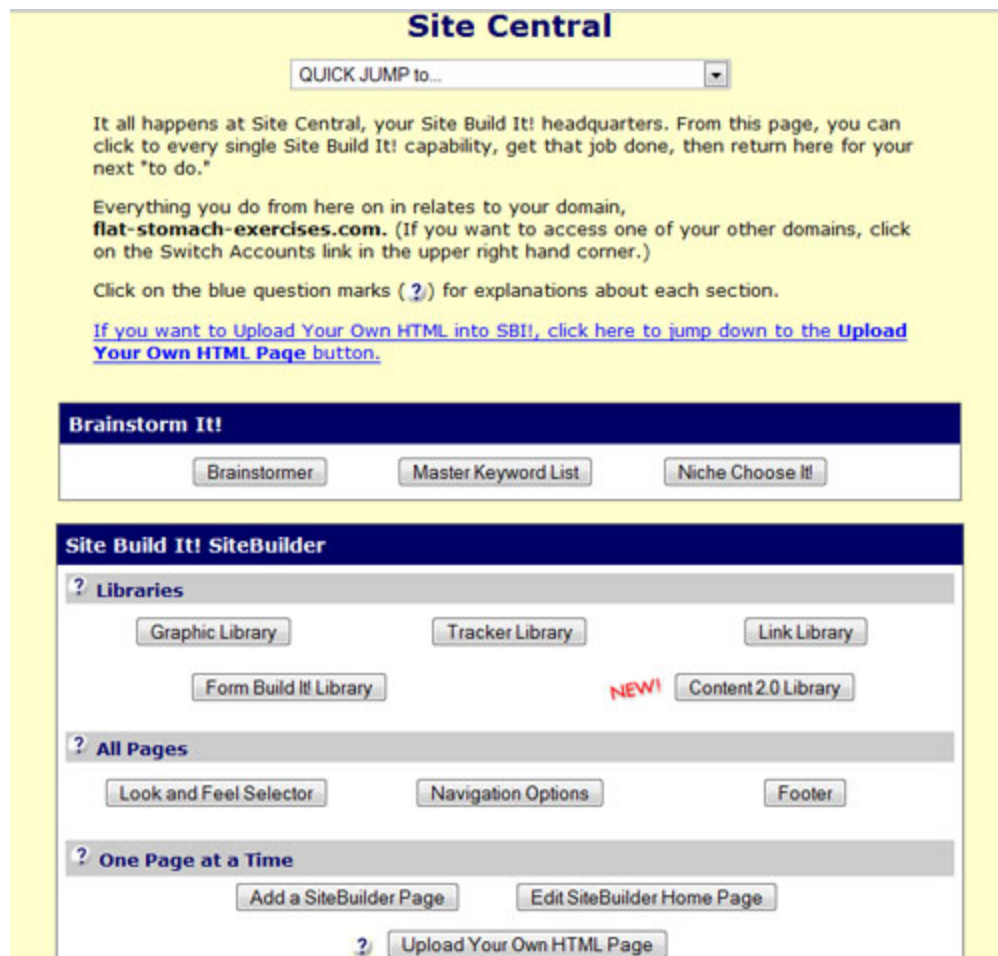 Site Central
QUICK JUMP to...
It all happens at Site Central, your Site Build It! headquarters. From this page, you can
click to every single Site Build It! capability, get that job done, then return here for your
next "to do."
Everything you do from here on in relates to your domain,
flat-stomach-exercises.com. (If you want to access one of your other domains, click
on the Switch Accounts link in the upper right hand corner.)
Click on the blue question marks (?) for explanations about each section.
If you want to Upload Your Own HTML into SBI!, click here to jump down to the Upload
Your Own HTML Page button.
Brainstorm It!
Brainstormer Master Keyword List Niche Choose It!
Site Build It! SiteBuilder
? Libraries
Graphic Library Tracker Library Link Library
Form Build It! Library NEW! Content 2.0 Library
? All Pages
Look and Feel Selector Navigation Options Footer
? One Page at a Time
Add a SiteBuilder Page Edit SiteBuilder Home Page
? Upload Your Own HTML Page